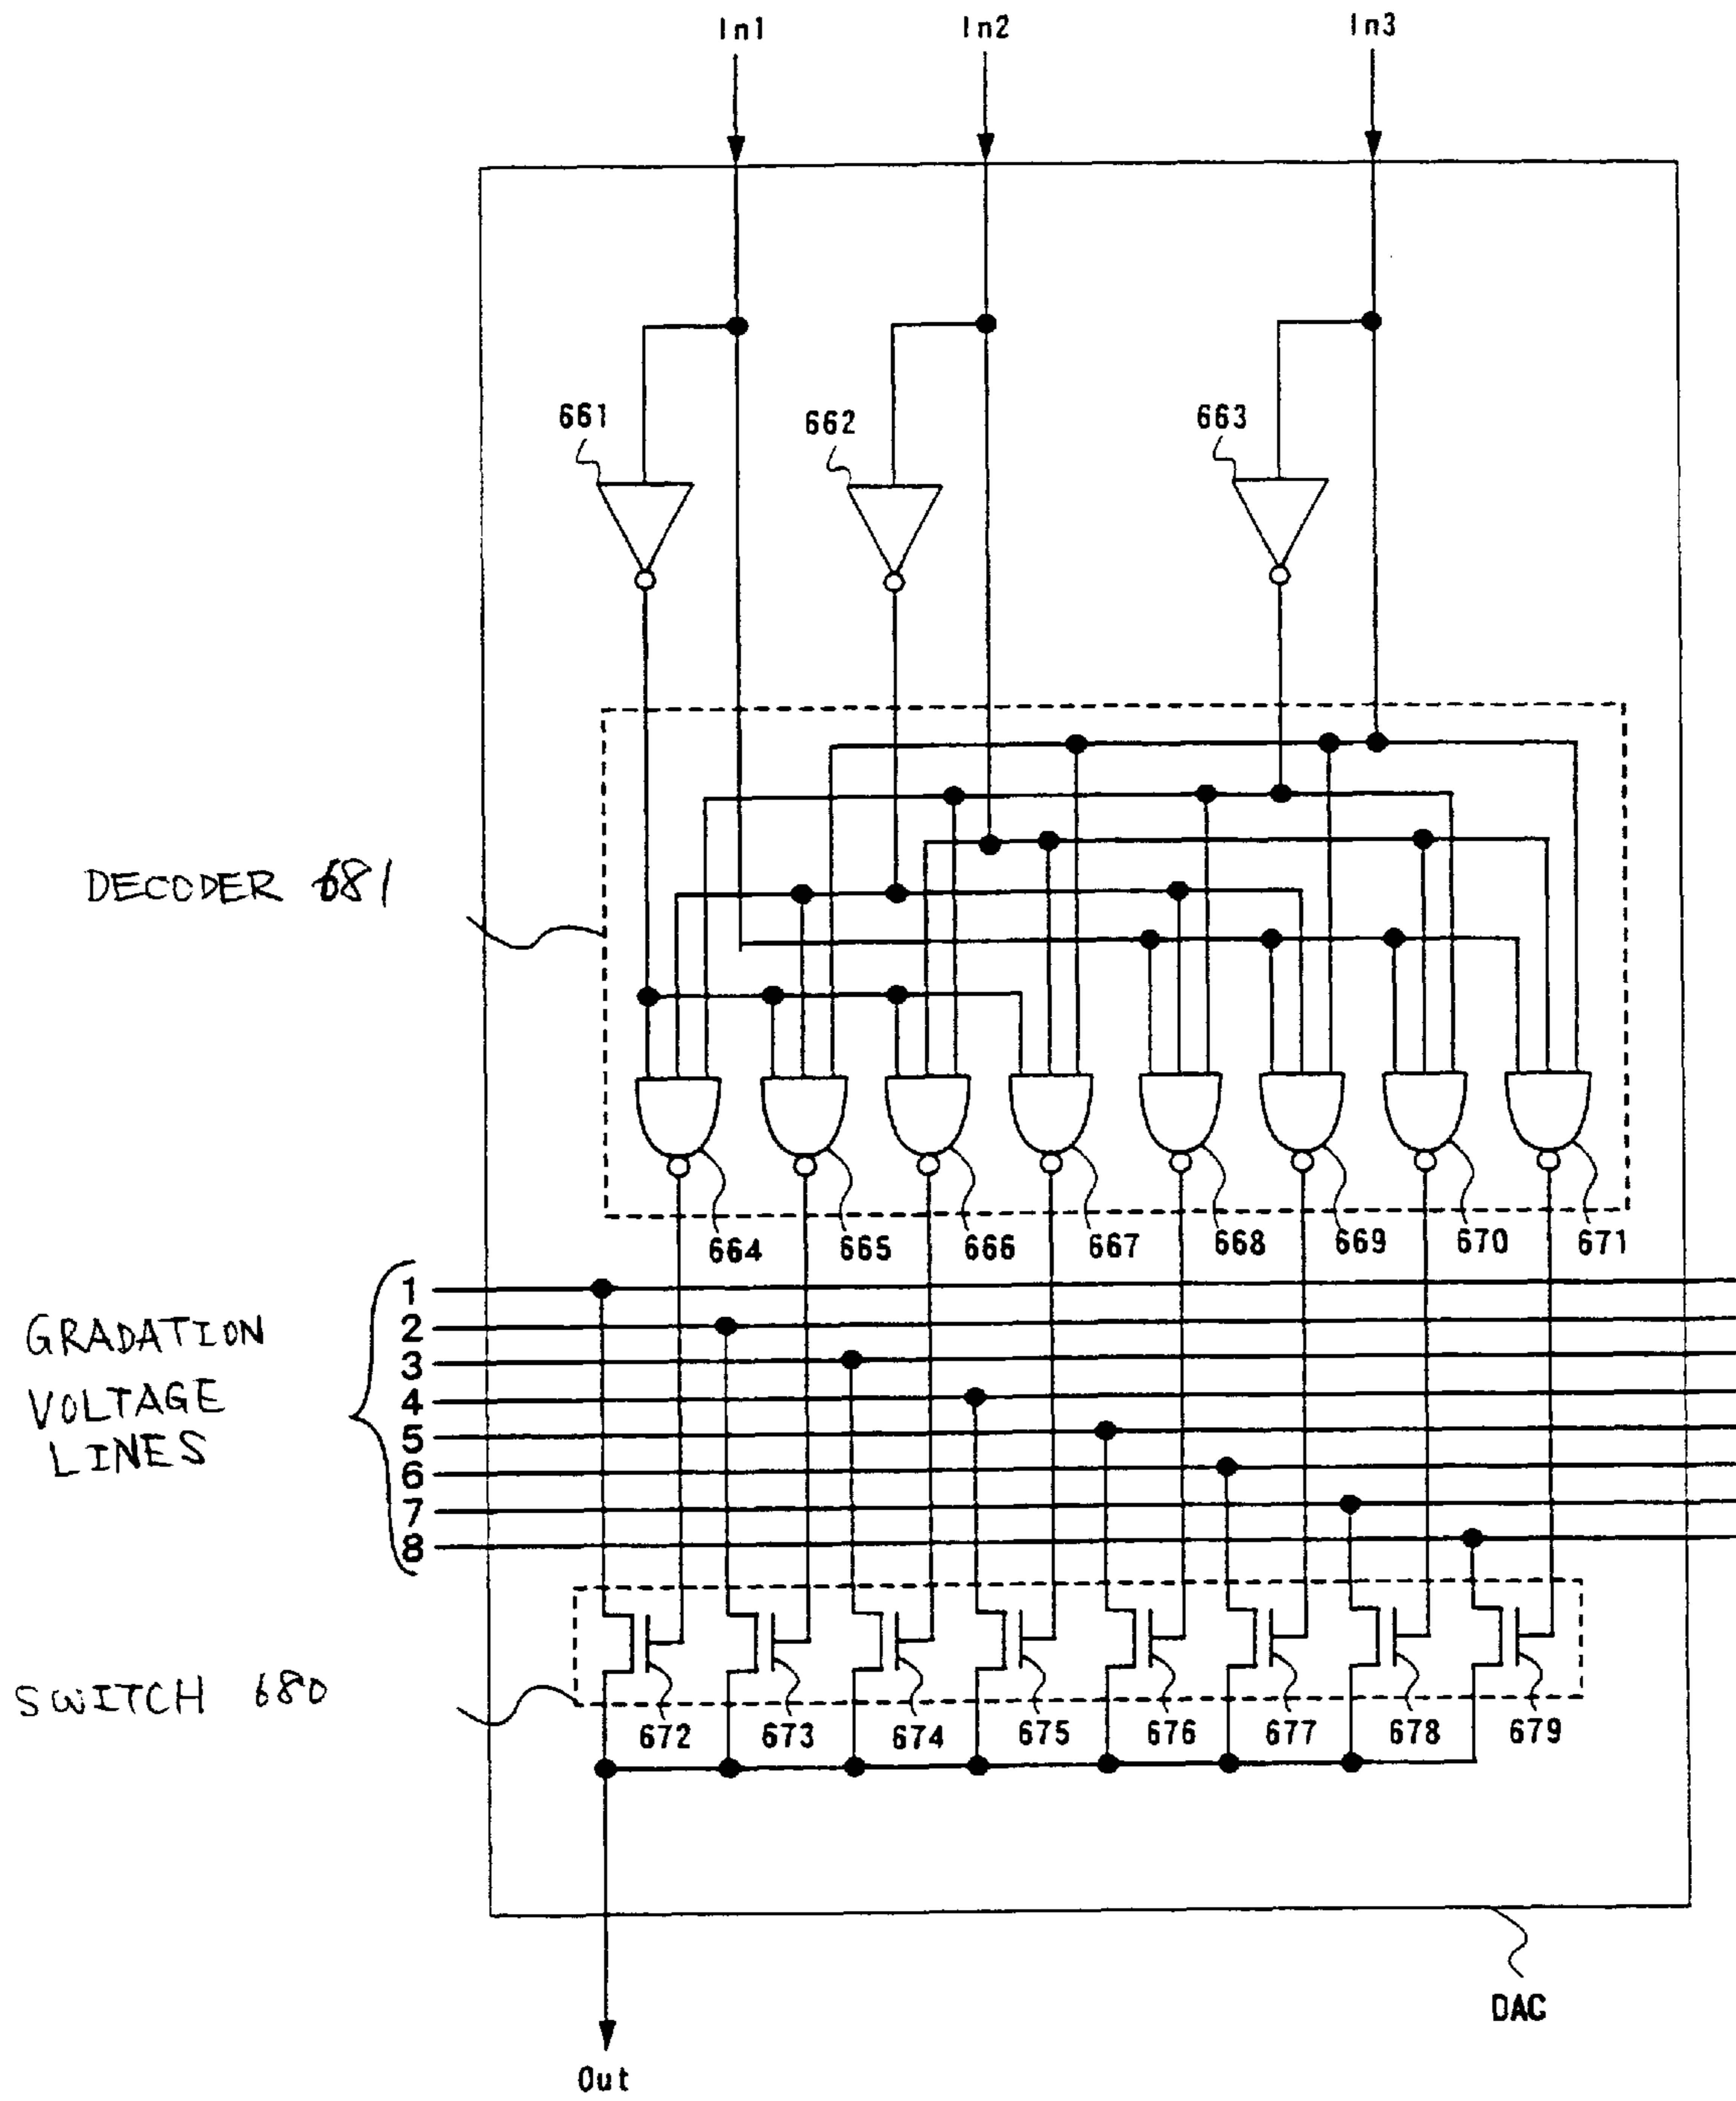 In1 In2 In3
661 662 663
DECODER 681
664 665 666 667 668 669 670 671
1
GRADATION 2
3
VOLTAGE 4
5
LINES 6
7
8
SWITCH 680
672 673 674 675 676 677 678 679
DAC
Out